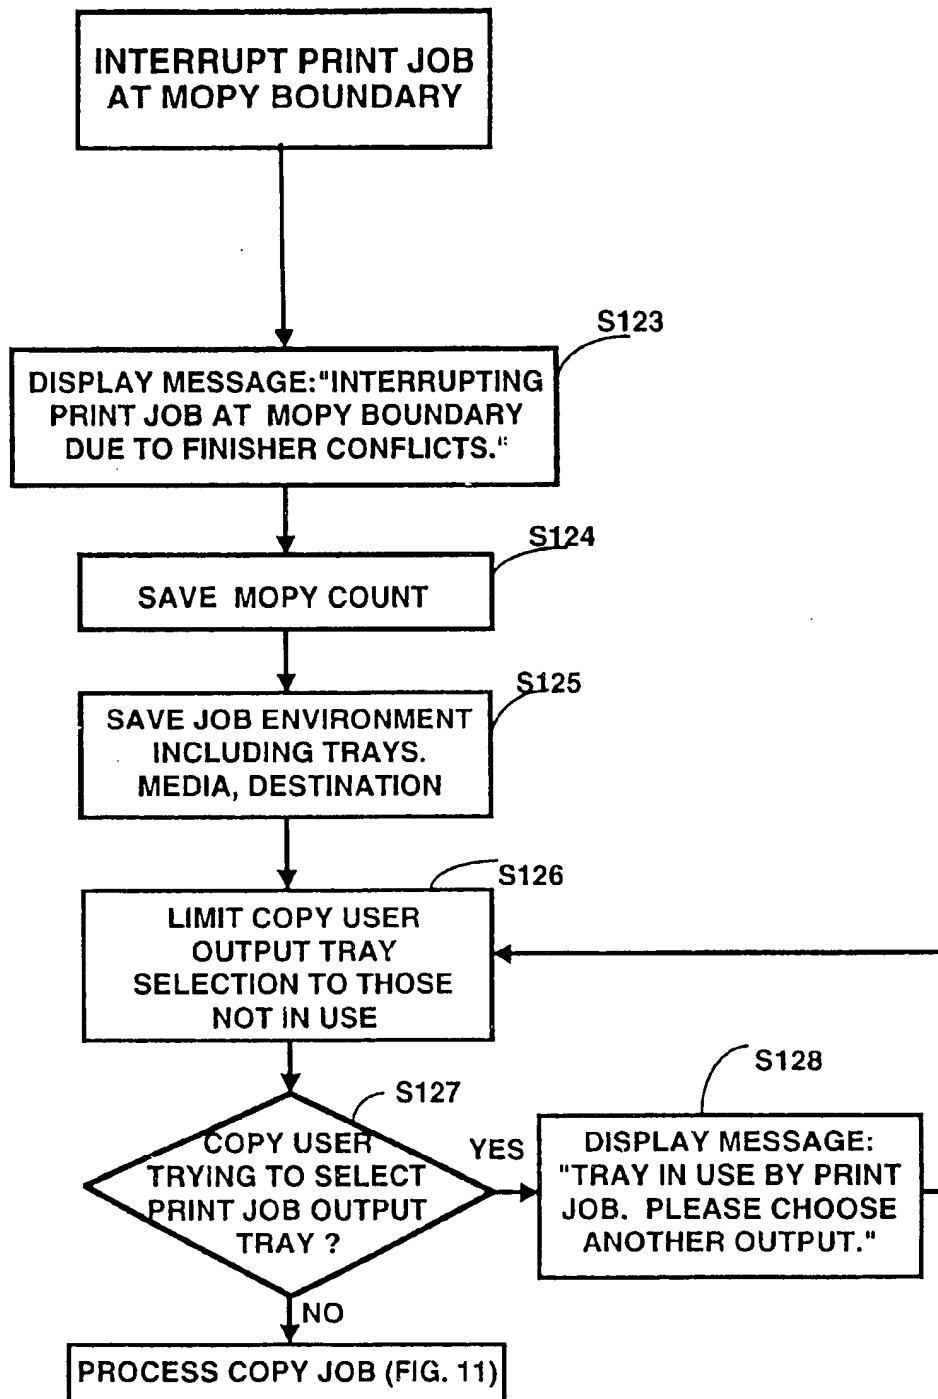 INTERRUPT PRINT JOB
AT MOPY BOUNDARY
S123
DISPLAY MESSAGE:"INTERRUPTING
PRINT JOB AT MOPY BOUNDARY
DUE TO FINISHER CONFLICTS."
S124
SAVE MOPY COUNT
S125
SAVE JOB ENVIRONMENT
INCLUDING TRAYS.
MEDIA, DESTINATION
S126
LIMIT COPY USER
OUTPUT TRAY
SELECTION TO THOSE
NOT IN USE
S127
COPY USER
TRYING TO SELECT
PRINT JOB OUTPUT
TRAY ?
YES
S128
DISPLAY MESSAGE:
"TRAY IN USE BY PRINT
JOB. PLEASE CHOOSE
ANOTHER OUTPUT."
NO
PROCESS COPY JOB (FIG. 11)